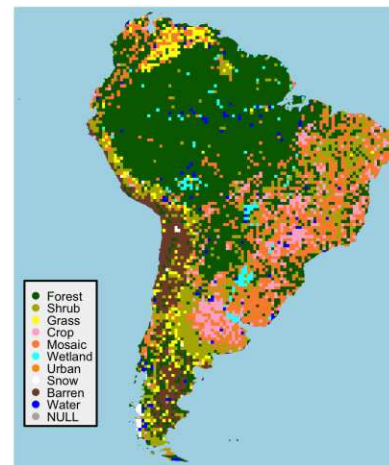 Forest
Shrub
Grass
Crop
Mosaic
Wetland
Urban
Snow
Barren
Water
NULL